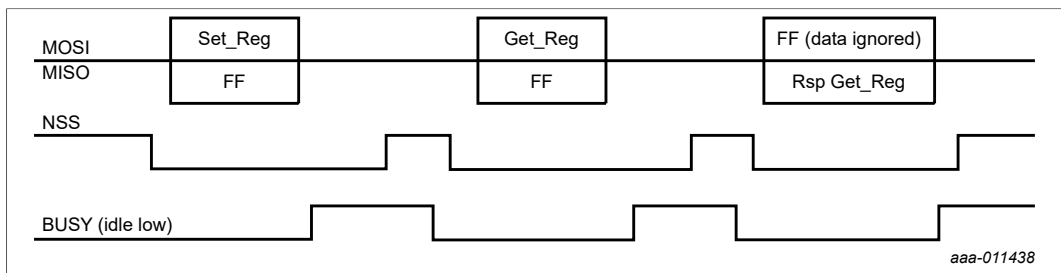 MOSI
Set_Reg
Get_Reg
FF (data ignored)
MISO
FF
FF
Rsp Get_Reg
NSS
BUSY (idle low)
aaa-011438